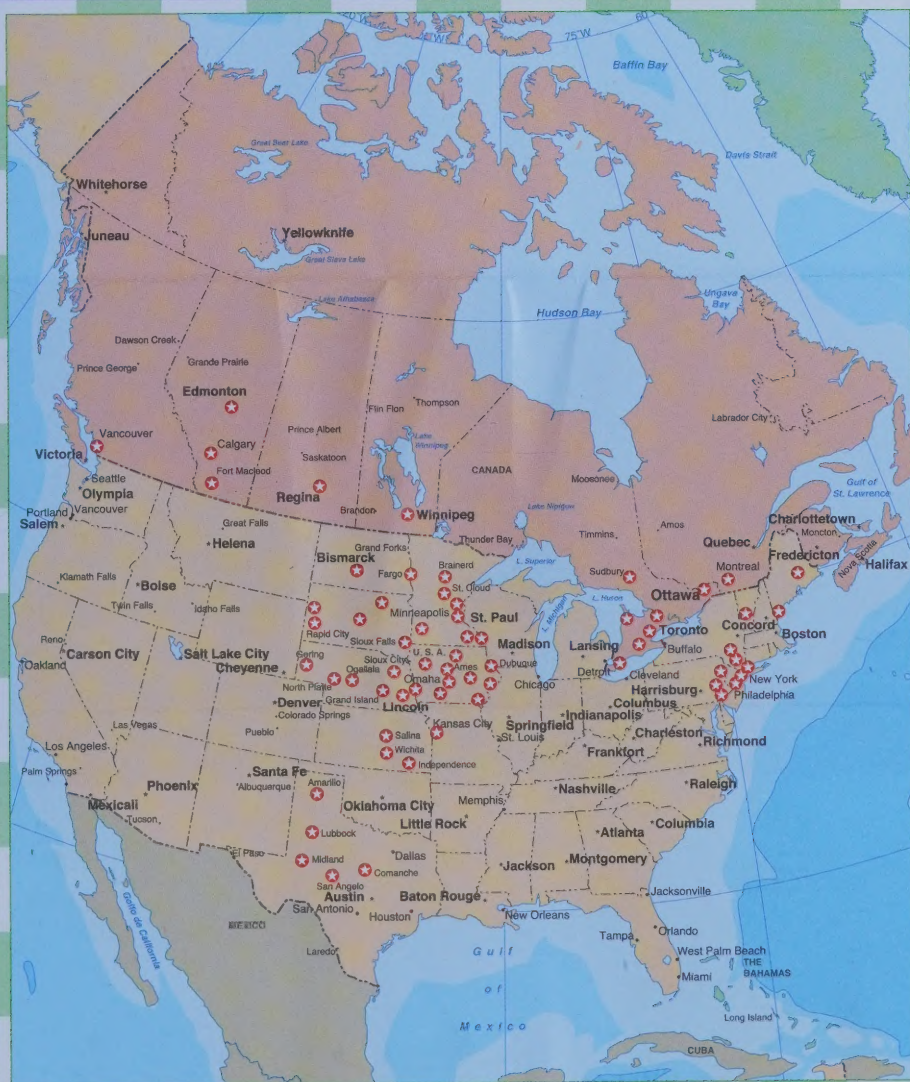 60
75°W
Baffin Bay
Great Bear Lake
Davis Strait
Whitehorse
Juneau
Yellowknife
Great Slave Lake
Lake Athabasca
Ungava
Bay
Hudson Bay
Dawson Creek
Grande Prairie
Prince George
Edmonton
Flin Flon
Thompson
Labrador City
Prince Albert
Vancouver
Lake
Winnipeg
Calgary
Victoria
Saskatoon
Seattle
Fort Macleod
CANADA
Moosonee
Gulf of
St. Lawrence
Olympia
Regina
Portland
Vancouver
Brandon
Winnipeg
Lake Nipigon
Salem
Great Falls
Timmins
Amos
Charlottetown
Moncton
Thunder Bay
Quebec
Helena
Grand Forks
Fredericton
Bismarck
L. Superior
Montreal
Nova Scotia
Halifax
Fargo
Brainerd
Sudbury
Klamath Falls
Boise
St. Cloud
Ottawa
L. Huron
Twin Falls
Idaho Falls
Minneapolis
St. Paul
L. Michigan
Rapid City
Toronto
Concord
Boston
Reno
Sioux Falls
Madison
Lansing
Buffalo
Carson City
Salt Lake City
Gering
U. S. A.
Oakland
Cheyenne
Sioux City
Ames
Dubuque
Detroit
Cleveland
Ogallala
New York
North Platte
Omaha
Chicago
Harrisburg
Philadelphia
Denver
Grand Island
Lincoln
Columbus
Colorado Springs
Indianapolis
Las Vegas
Pueblo
Kansas City
Springfield
Charleston
Salina
St. Louis
Richmond
Los Angeles
Wichita
Frankfort
Palm Springs
Santa Fe
Independence
Phoenix
Albuquerque
Amarillo
Nashville
Raleigh
Mexicali
Oklahoma City
Memphis
Tucson
Little Rock
Columbia
Lubbock
Atlanta
El Paso
Dallas
Midland
Jackson
Montgomery
Comanche
San Angelo
Austin
Baton Rouge
Jacksonville
San Antonio
Houston
New Orleans
MEXICO
Golfo de California
Orlando
Tampa
Laredo
Gulf
West Palm Beach
THE
BAHAMAS
Miami
of
Long Island
Mexico
CUBA